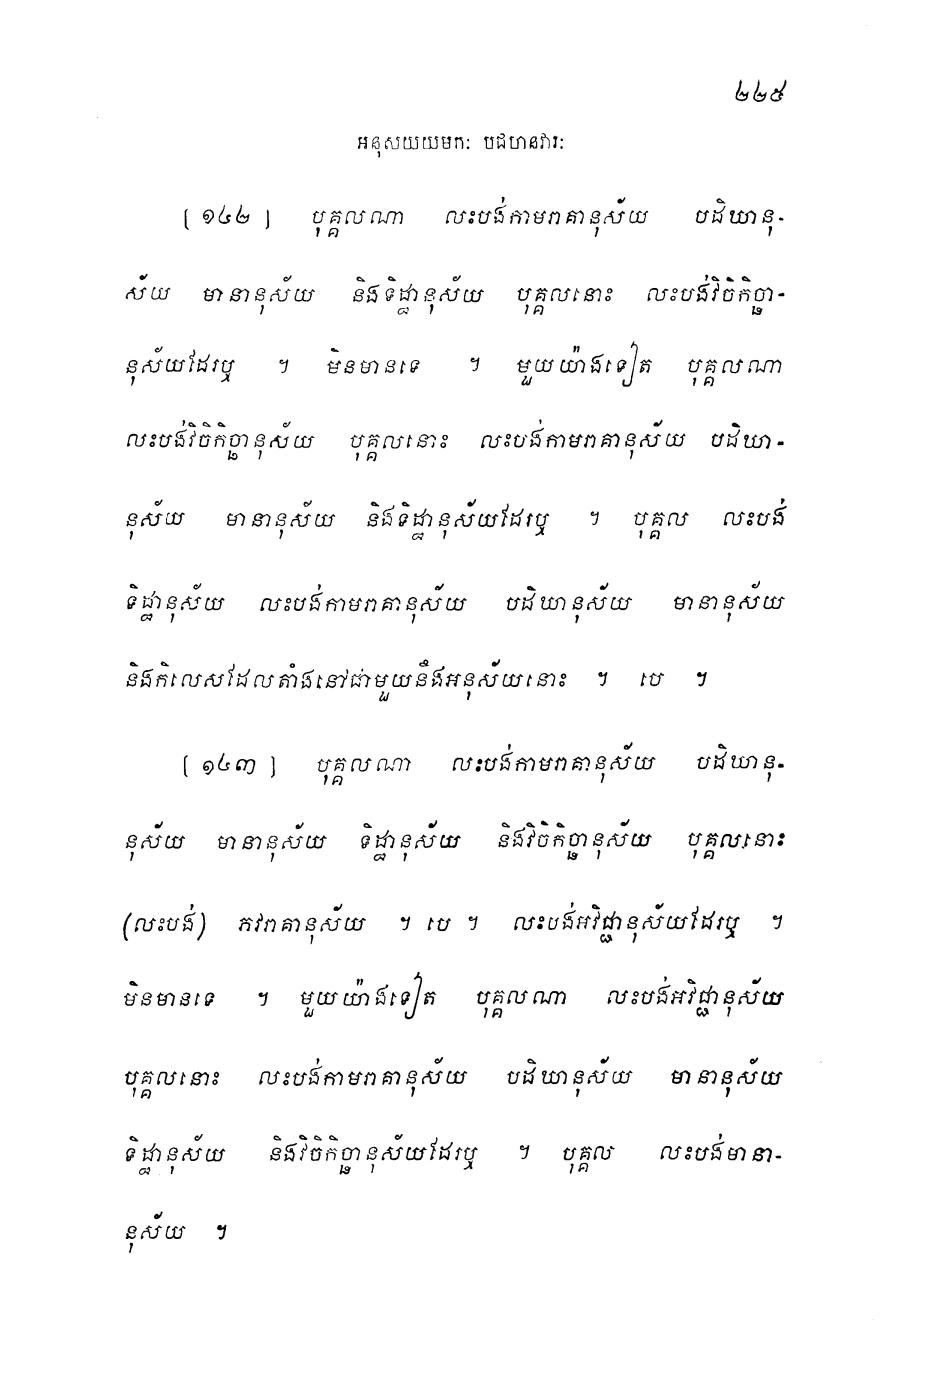 ២២៥
អនុសយយមកៈ បជហនវារៈ
[ ១៤២ ] បុគ្គលណា លះបង់កាមរាគានុស័យ បដិឃានុ-
ស័យ មានានុស័យ និងទិដ្ឋានុស័យ បុគ្គលនោះ លះបង់វិចិកិច្ឆា-
នុស័យដែរឬ ។ មិនមានទេ ។ មួយយ៉ាងទៀត បុគ្គលណា
លះបង់វិចិកិច្ឆានុស័យ បុគ្គលនោះ លះបង់កាមរាគានុស័យ បដិឃា-
នុស័យ មានានុស័យ និងទិដ្ឋានុស័យដែរឬ ។ បុគ្គល លះបង់
ទិដ្ឋានុស័យ លះបង់កាមរាគានុស័យ បដិឃានុស័យ មានានុស័យ
និងកិលេសដែលតាំងនៅជាមួយនឹងអនុស័យនោះ ។ បេ ។
[ ១៤៣ ] បុគ្គលណា លះបង់កាមរាគានុស័យ បដិឃានុ-
នុស័យ មានានុស័យ ទិដ្ឋានុស័យ និងវិចិកិច្ឆានុស័យ បុគ្គលនោះ
(លះបង់) ភវរាគានុស័យ ។ បេ ។ លះបង់អវិជ្ជានុស័យដែរឬ ។
មិនមានទេ ។ មួយយ៉ាងទៀត បុគ្គលណា លះបង់អវិជ្ជានុស័យ
បុគ្គលនោះ លះបង់កាមរាគានុស័យ បដិឃានុស័យ មានានុស័យ
ទិដ្ឋានុស័យ និងវិចិកិច្ឆានុស័យដែរឬ ។ បុគ្គល លះបង់មានា-
នុស័យ ។